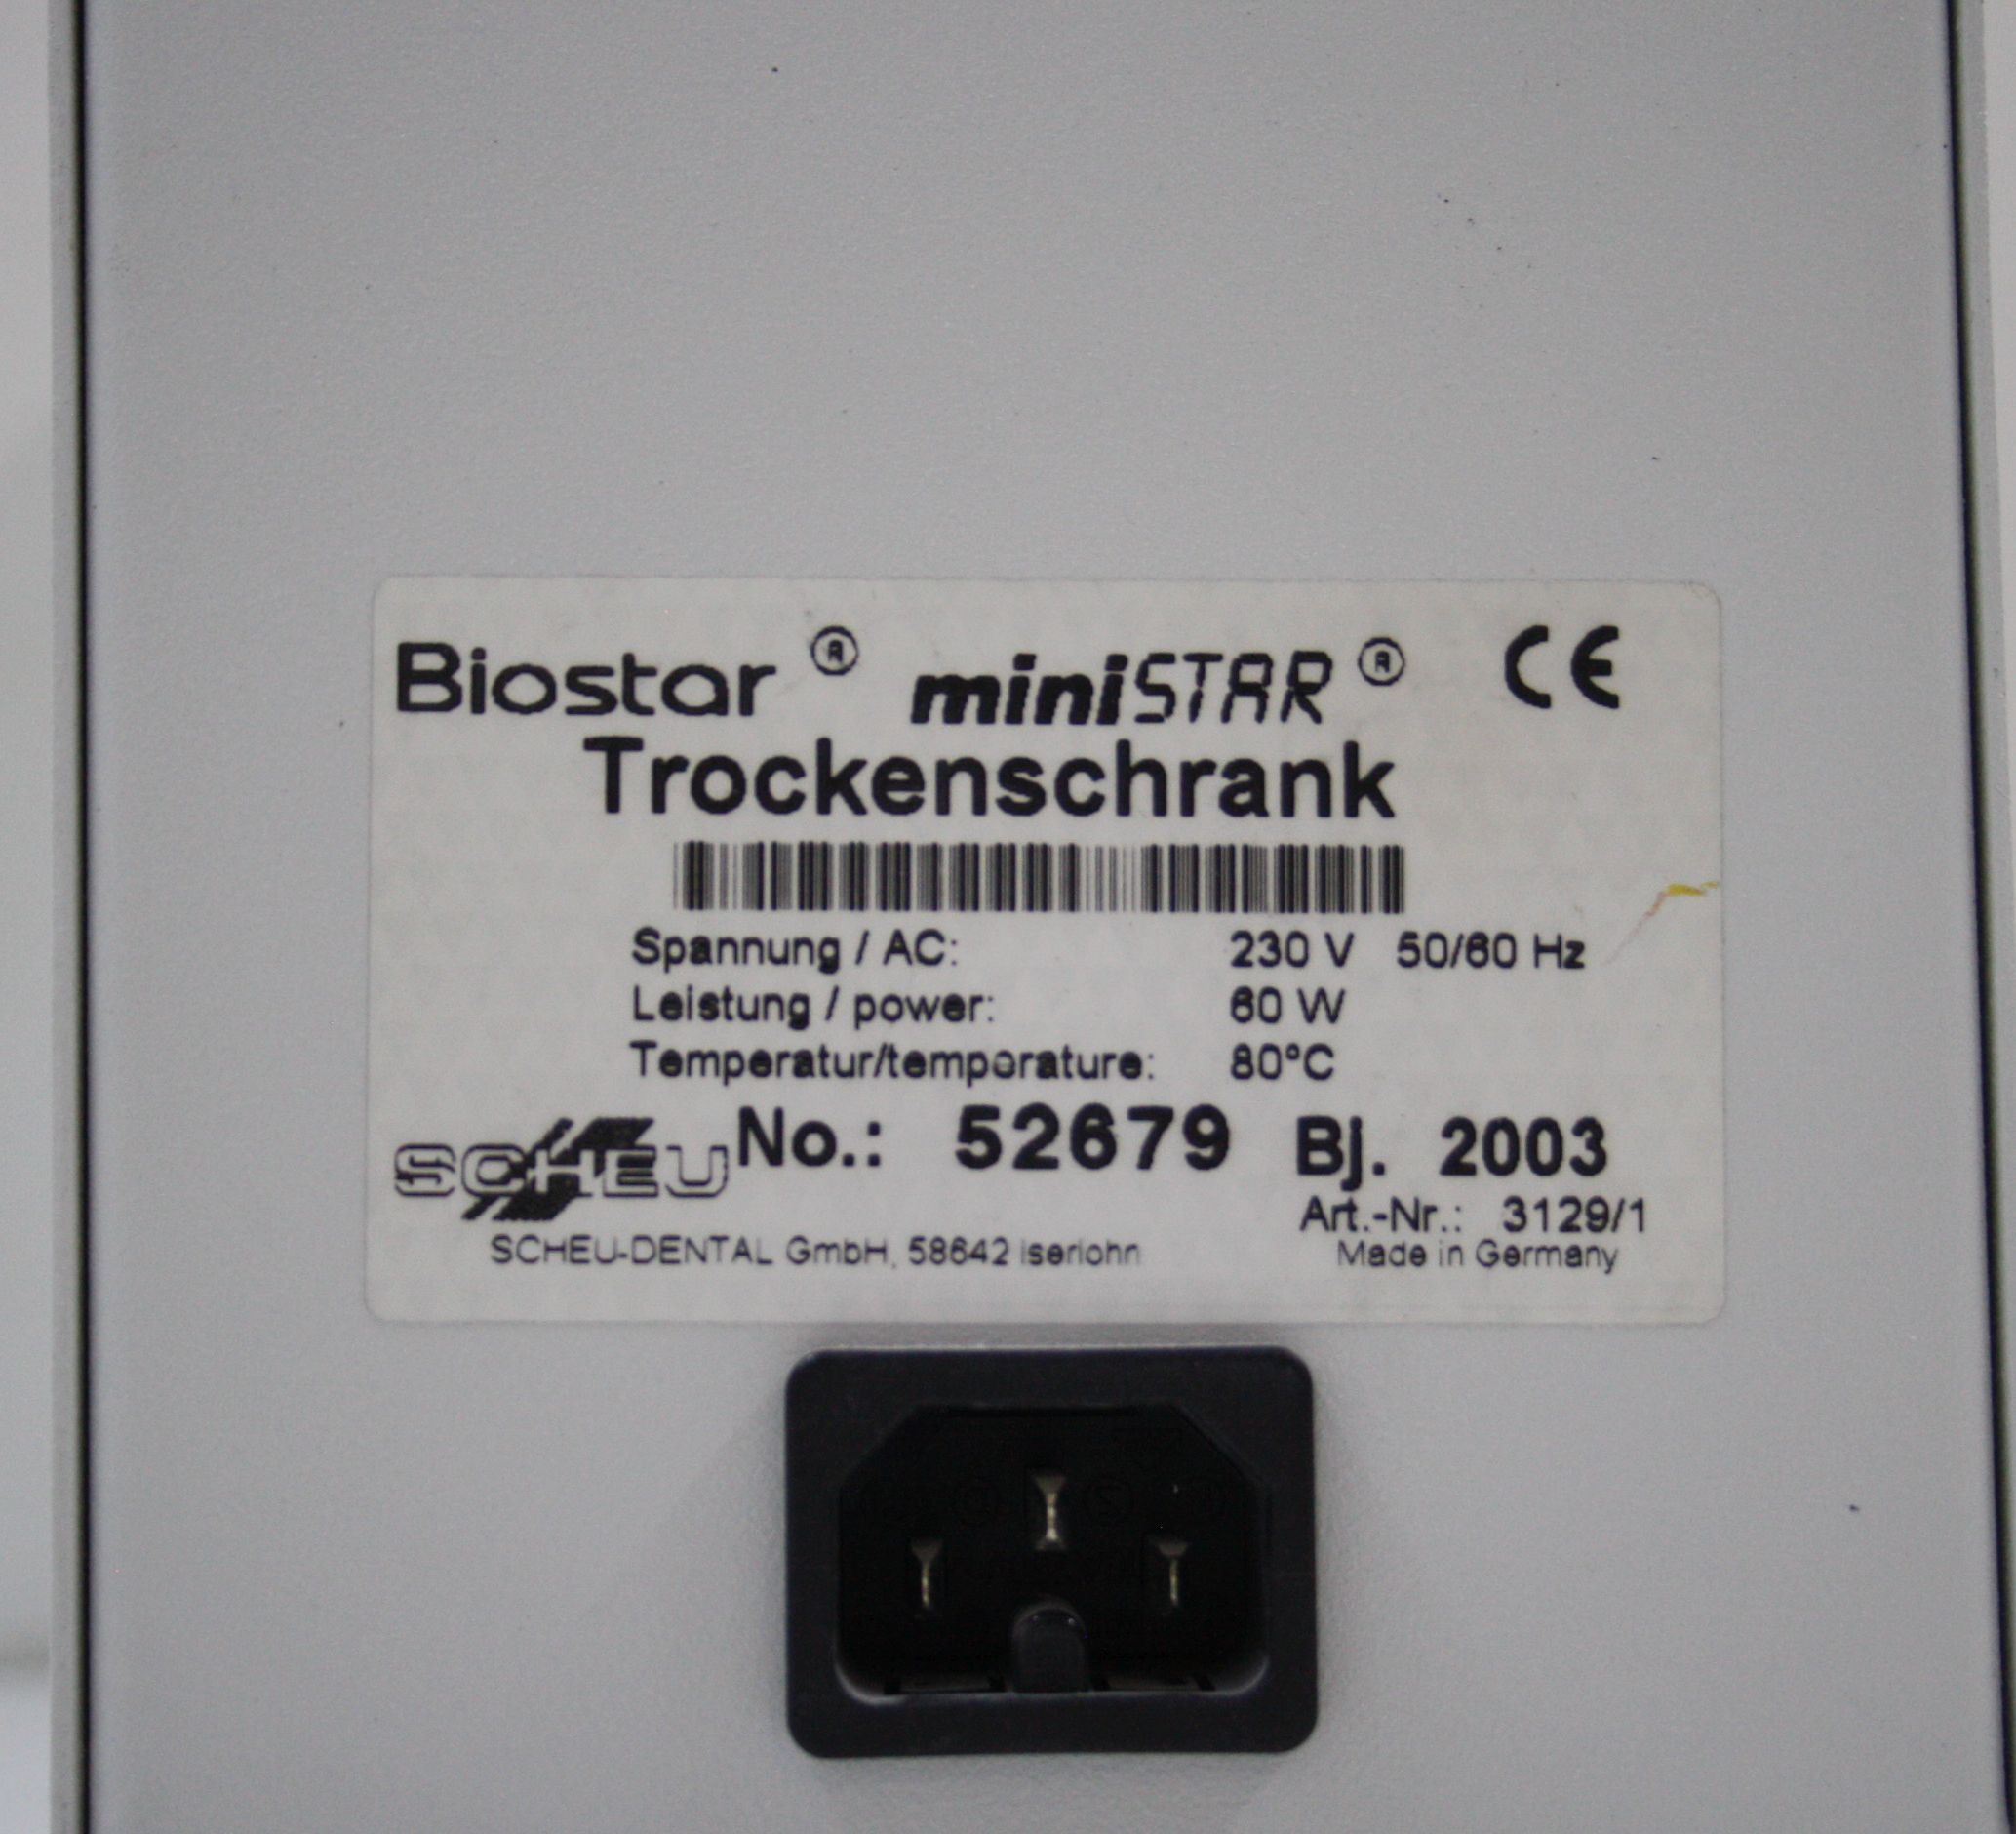 Biostar ® miniSTAR ® CE
Trockenschrank
Spannung / AC: 230 V 50/60 Hz
Leistung / power: 60 W
Temperatur/temperature: 80°C
SCHEU No.: 52679 Bj. 2003
Art.-Nr.: 3129/1
SCHEU-DENTAL GmbH, 58642 Iserlohn Made in Germany